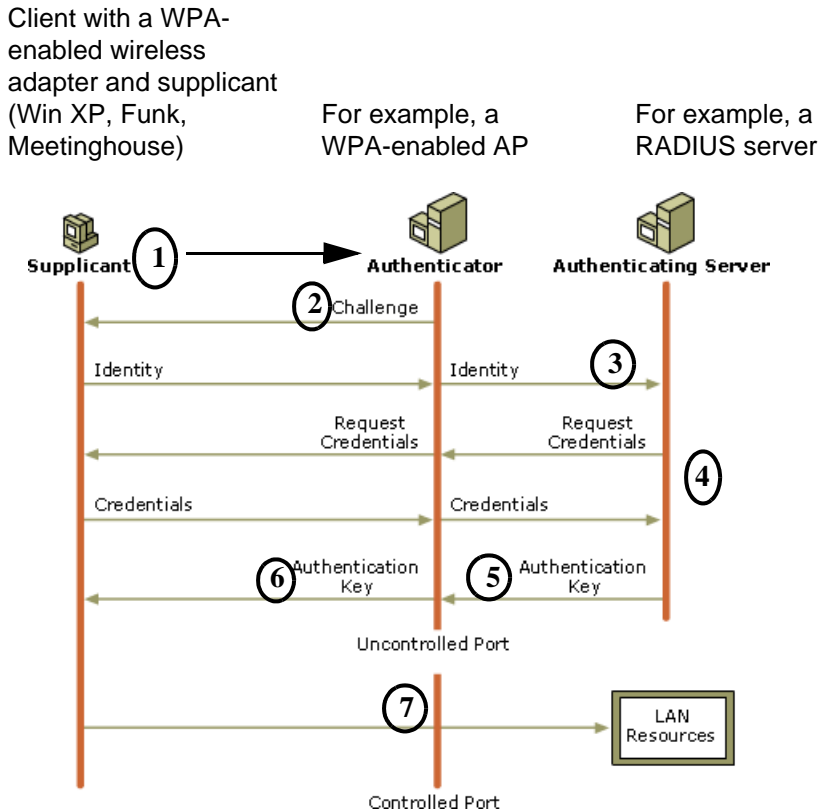 Client with a WPA-
enabled wireless
adapter and supplicant
(Win XP, Funk,
Meetinghouse)
For example, a
WPA-enabled AP
For example, a
RADIUS server
Supplicant
1
Authenticator
Authenticating Server
2
Challenge
Identity
Identity
3
Request
Credentials
Request
Credentials
4
Credentials
Credentials
6
Authentication
Key
5
Authentication
Key
Uncontrolled Port
7
LAN
Resources
Controlled Port